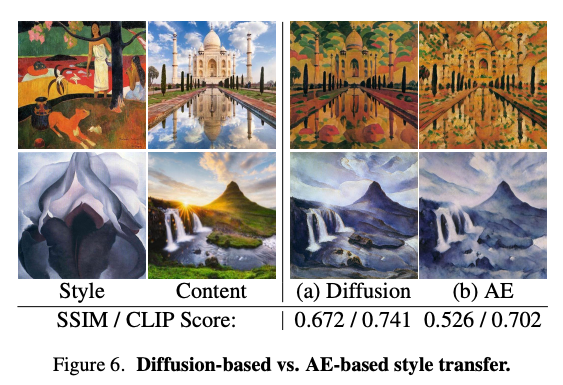 Style Content (a) Diffusion (b) AE
SSIM / CLIP Score: 0.672 / 0.741 0.526 / 0.702
Figure 6. Diffusion-based vs. AE-based style transfer.